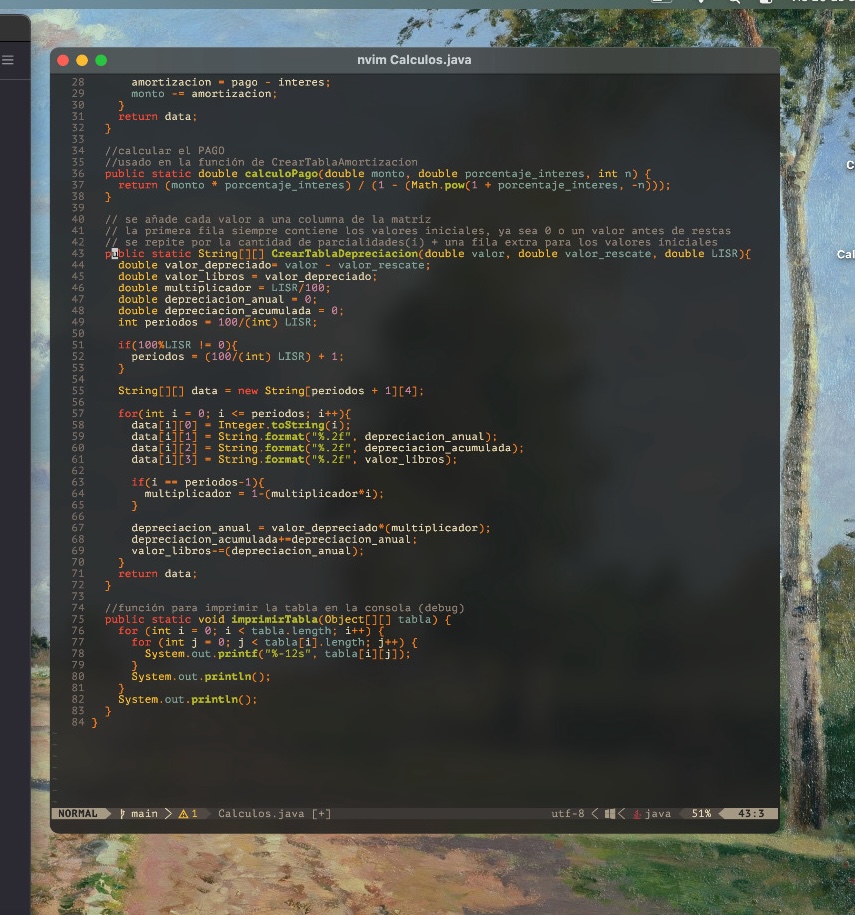 nvim Calculos.java
28 amortizacion = pago - interes;
29 monto -= amortizacion;
30 }
31 return data;
32 }
33
34 //calcular el PAGO
35 //usado en la función de CrearTablaAmortizacion
36 public static double calculoPago(double monto, double porcentaje_interes, int n) {
37 return (monto * porcentaje_interes) / (1 - (Math.pow(1 + porcentaje_interes, -n)));
38 }
39
40 // se añade cada valor a una columna de la matriz
41 // la primera fila siempre contiene los valores iniciales, ya sea 0 o un valor antes de restas
42 // se repite por la cantidad de parcialidades(i) + una fila extra para los valores iniciales
43 public static String[][] CrearTablaDepreciacion(double valor, double valor_rescate, double LISR){
44 double valor_depreciado= valor - valor_rescate;
45 double valor_libros = valor_depreciado;
46 double multiplicador = LISR/100;
47 double depreciacion_anual = 0;
48 double depreciacion_acumulada = 0;
49 int periodos = 100/(int) LISR;
50
51 if(100%LISR != 0){
52 periodos = (100/(int) LISR) + 1;
53 }
54
55 String[][] data = new String[periodos + 1][4];
56
57 for(int i = 0; i <= periodos; i++){
58 data[i][0] = Integer.toString(i);
59 data[i][1] = String.format("%.2f", depreciacion_anual);
60 data[i][2] = String.format("%.2f", depreciacion_acumulada);
61 data[i][3] = String.format("%.2f", valor_libros);
62
63 if(i == periodos-1){
64 multiplicador = 1-(multiplicador*i);
65 }
66
67 depreciacion_anual = valor_depreciado*(multiplicador);
68 depreciacion_acumulada+=depreciacion_anual;
69 valor_libros-=(depreciacion_anual);
70 }
71 return data;
72 }
73
74 //función para imprimir la tabla en la consola (debug)
75 public static void imprimirTabla(Object[][] tabla) {
76 for (int i = 0; i < tabla.length; i++) {
77 for (int j = 0; j < tabla[i].length; j++) {
78 System.out.printf("%-12s", tabla[i][j]);
79 }
80 System.out.println();
81 }
82 System.out.println();
83 }
84 }
NORMAL main 1 Calculos.java [+] utf-8 java 51% 43:3
Cal